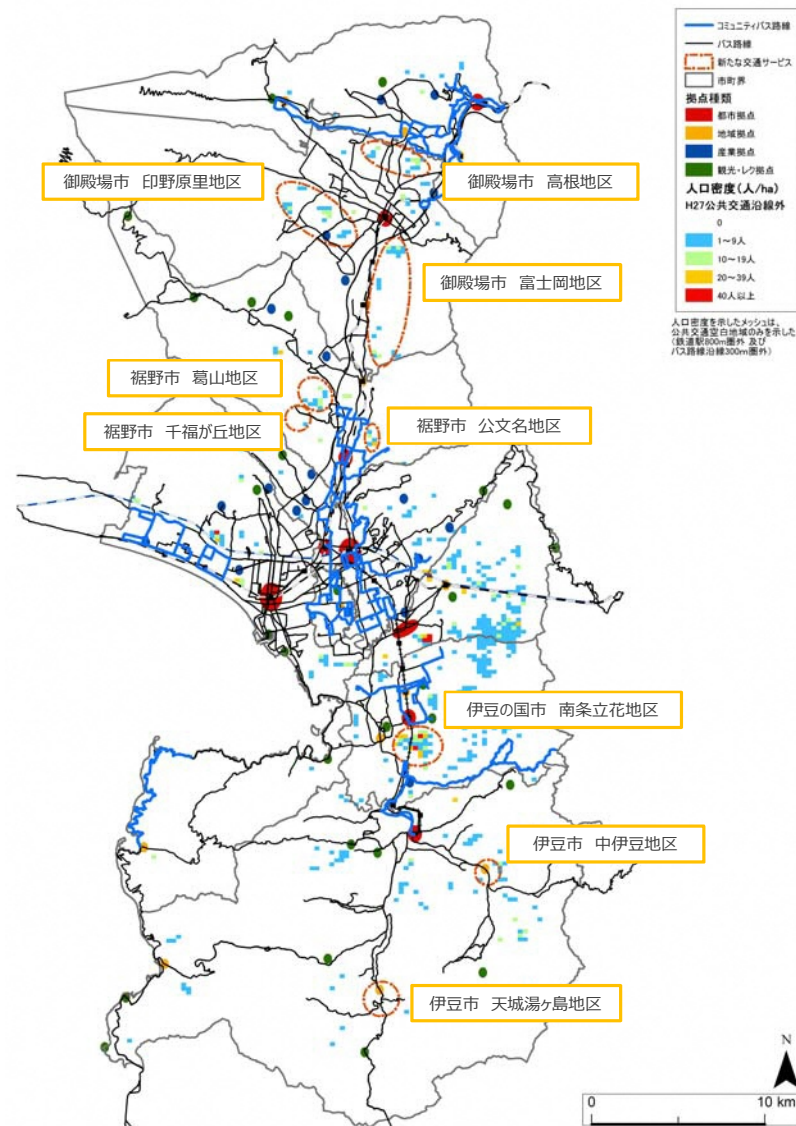 コミュニティバス路線
バス路線
新たな交通サービス
市町界
拠点種類
都市拠点
地域拠点
産業拠点
観光・レク拠点
人口密度(人/ha)
H27公共交通沿線外
0
1～9人
10～19人
20～39人
40人以上
人口密度を示したメッシュは、
公共交通空白地域のみを示した
(鉄道駅800m圏外 及び
バス路線沿線300m圏外)
御殿場市 印野原里地区
御殿場市 高根地区
御殿場市 富士岡地区
裾野市 葛山地区
裾野市 千福が丘地区
裾野市 公文名地区
伊豆の国市 南条立花地区
伊豆市 中伊豆地区
伊豆市 天城湯ヶ島地区
N
0 10 km